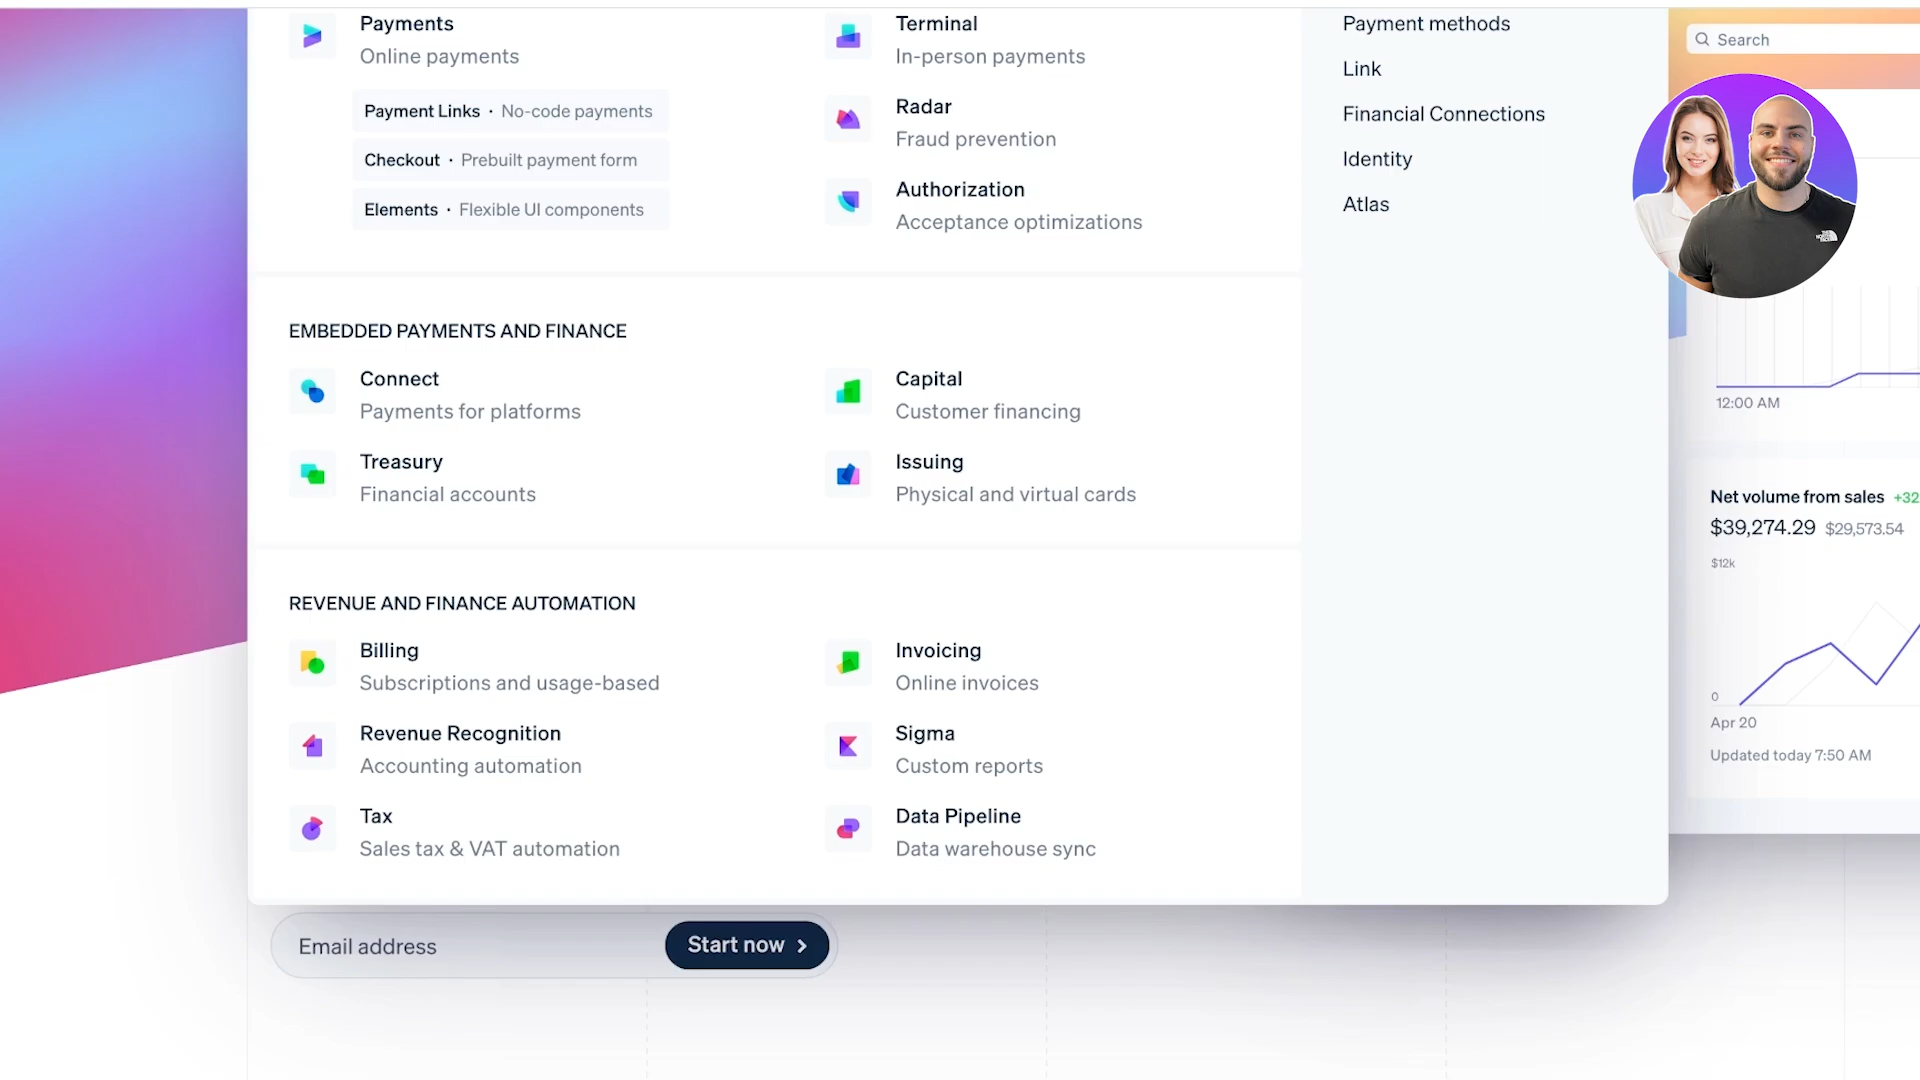 Payments
Online payments
Payment Links · No-code payments
Checkout · Prebuilt payment form
Elements · Flexible UI components
Terminal
In-person payments
Radar
Fraud prevention
Authorization
Acceptance optimizations
Payment methods
Link
Financial Connections
Identity
Atlas
EMBEDDED PAYMENTS AND FINANCE
Connect
Payments for platforms
Treasury
Financial accounts
Capital
Customer financing
Issuing
Physical and virtual cards
REVENUE AND FINANCE AUTOMATION
Billing
Subscriptions and usage-based
Revenue Recognition
Accounting automation
Tax
Sales tax & VAT automation
Invoicing
Online invoices
Sigma
Custom reports
Data Pipeline
Data warehouse sync
Email address
Start now
Search
THE NORTH FACE
12:00 AM
Net volume from sales +32
$39,274.29 $29,573.54
$12k
0
Apr 20
Updated today 7:50 AM